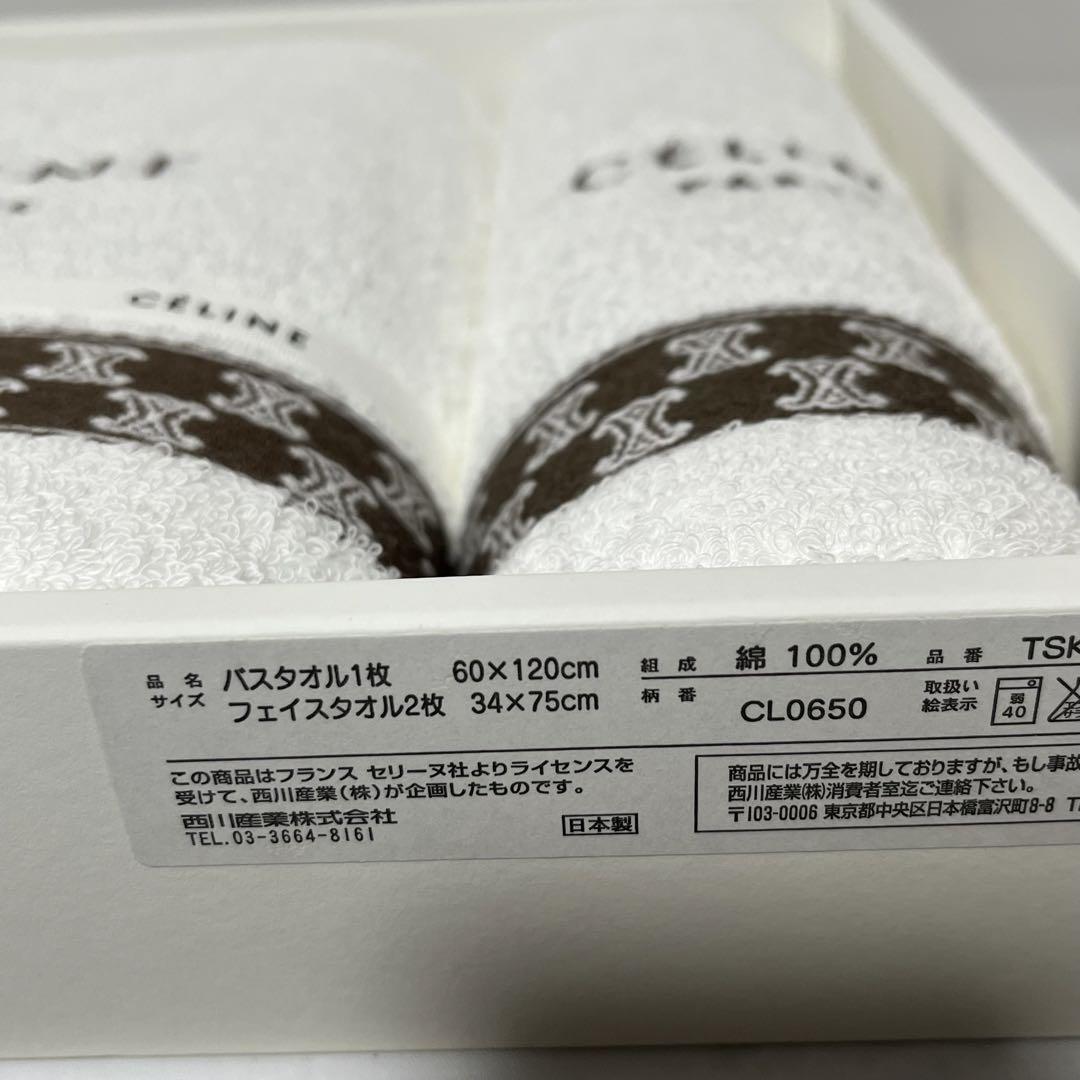 CÉLINE
品名 バスタオル1枚 60×120cm
サイズ フェイスタオル2枚 34×75cm
組成 綿 100%
柄番 CL0650
品番 TSK
取扱い
絵表示
弱
40
この商品はフランス セリーヌ社よりライセンスを
受けて、西川産業(株)が企画したものです。
西川産業株式会社
TEL.03-3664-8161
日本製
商品には万全を期しておりますが、もし事故
西川産業(株)消費者室迄ご連絡下さい。
〒103-0006 東京都中央区日本橋富沢町8-8